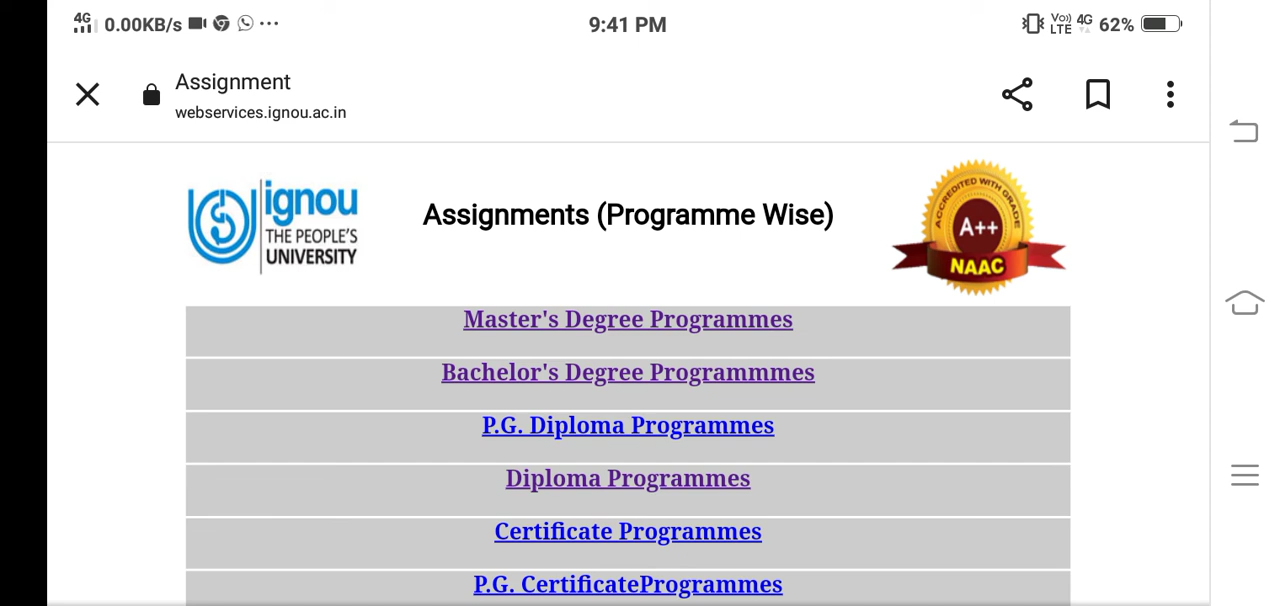 4G 0.00KB/s 9:41 PM Vo) LTE 4G 62%
Assignment
webservices.ignou.ac.in
ignou
THE PEOPLE'S
UNIVERSITY
Assignments (Programme Wise)
ACCREDITED WITH GRADE
A++
NAAC
Master's Degree Programmes
Bachelor's Degree Programmmes
P.G. Diploma Programmes
Diploma Programmes
Certificate Programmes
P.G. CertificateProgrammes